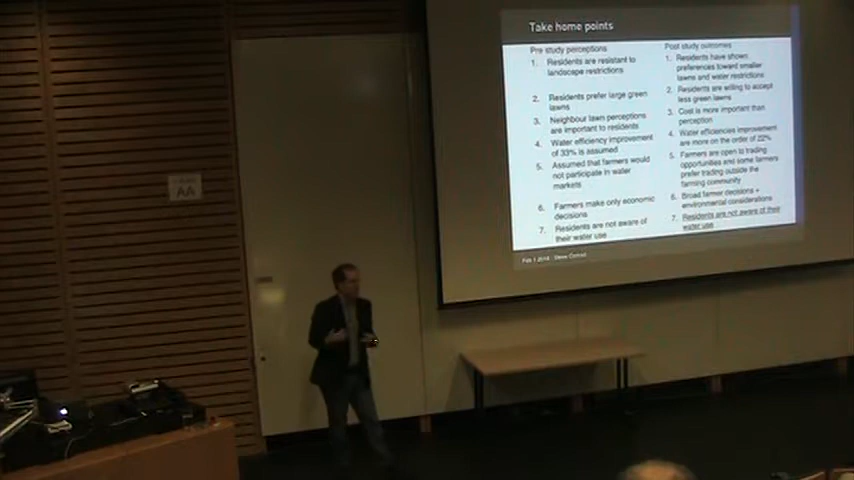 Take home points
Pre study perceptions
1. Residents are resistant to
landscape restrictions
2. Residents prefer large green
lawns
3. Neighbour lawn perceptions
are important to residents
4. Water efficiency improvement
of 33% is assumed
5. Assumed that farmers would
not participate in water
markets
6. Farmers make only economic
decisions
7. Residents are not aware of
their water use
Post study outcomes
1. Residents have shown
preferences toward smaller
lawns and water restrictions
2. Residents are willing to accept
less green lawns
3. Cost is more important than
perception
4. Water efficiencies improvement
are more on the order of 22%
5. Farmers are open to trading
opportunities and some farmers
prefer trading outside the
farming community
6. Broad farmer decisions +
environmental considerations
7. Residents are not aware of their
water use
Feb 1 2014 Steve Conrad
AA